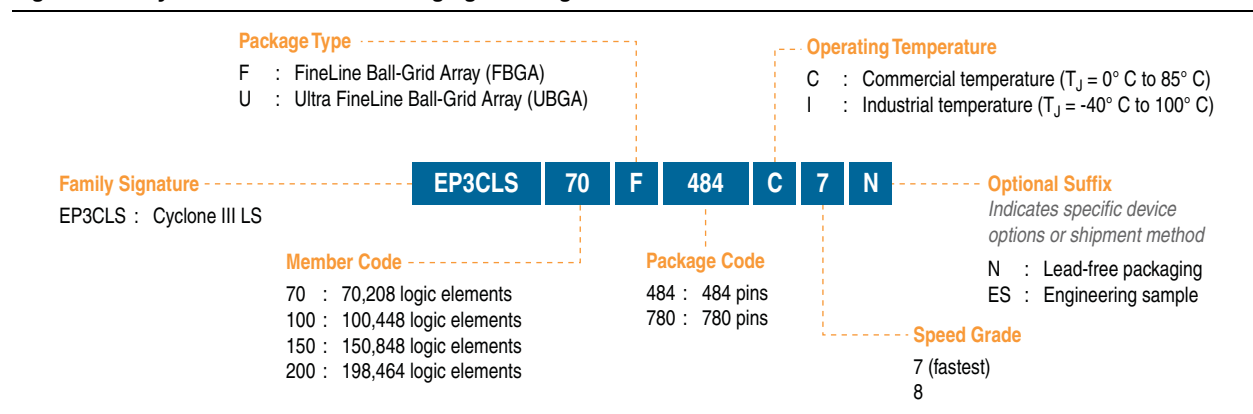 Package Type
F : FineLine Ball-Grid Array (FBGA)
U : Ultra FineLine Ball-Grid Array (UBGA)
Operating Temperature
C : Commercial temperature (TJ = 0° C to 85° C)
I : Industrial temperature (TJ = -40° C to 100° C)
Family Signature
EP3CLS : Cyclone III LS
EP3CLS 70 F 484 C 7 N
Optional Suffix
Indicates specific device
options or shipment method
N : Lead-free packaging
ES : Engineering sample
Member Code
70 : 70,208 logic elements
100 : 100,448 logic elements
150 : 150,848 logic elements
200 : 198,464 logic elements
Package Code
484 : 484 pins
780 : 780 pins
Speed Grade
7 (fastest)
8